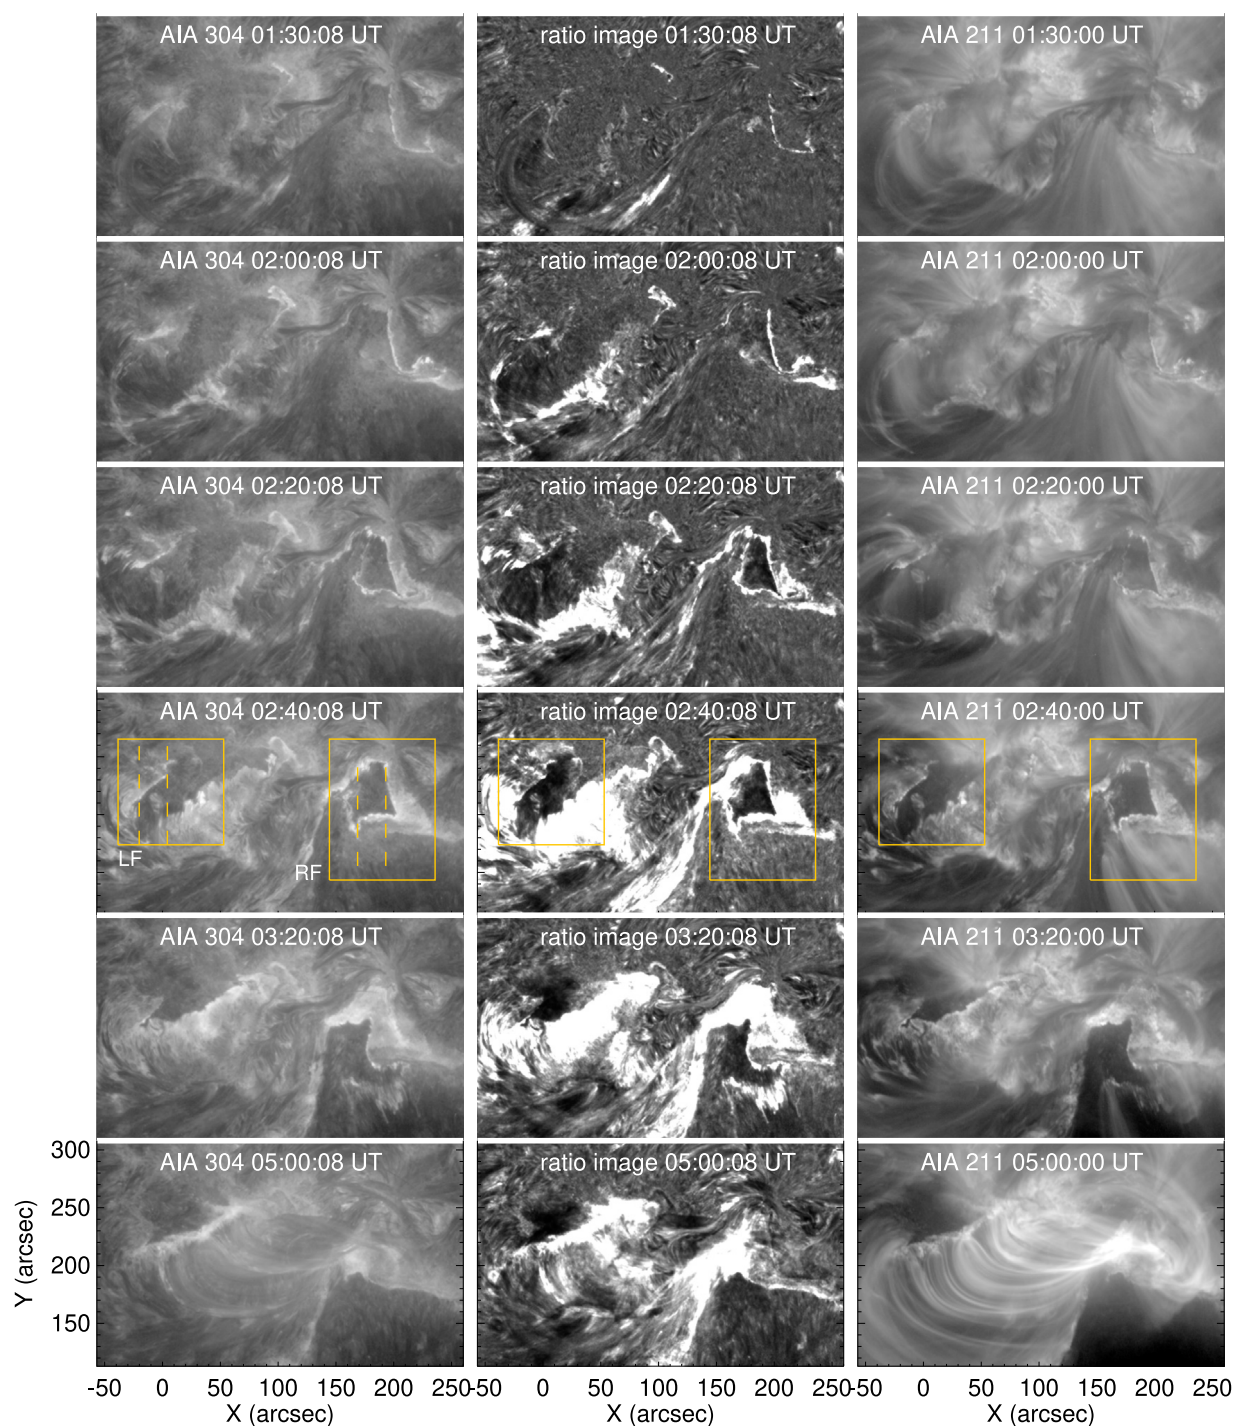 AIA 304 01:30:08 UT
ratio image 01:30:08 UT
AIA 211 01:30:00 UT
AIA 304 02:00:08 UT
ratio image 02:00:08 UT
AIA 211 02:00:00 UT
AIA 304 02:20:08 UT
ratio image 02:20:08 UT
AIA 211 02:20:00 UT
AIA 304 02:40:08 UT
ratio image 02:40:08 UT
AIA 211 02:40:00 UT
LF
RF
AIA 304 03:20:08 UT
ratio image 03:20:08 UT
AIA 211 03:20:00 UT
AIA 304 05:00:08 UT
ratio image 05:00:08 UT
AIA 211 05:00:00 UT
300
250
200
150
Y (arcsec)
-50 0 50 100 150 200 250
-50 0 50 100 150 200 250
-50 0 50 100 150 200 250
X (arcsec)
X (arcsec)
X (arcsec)